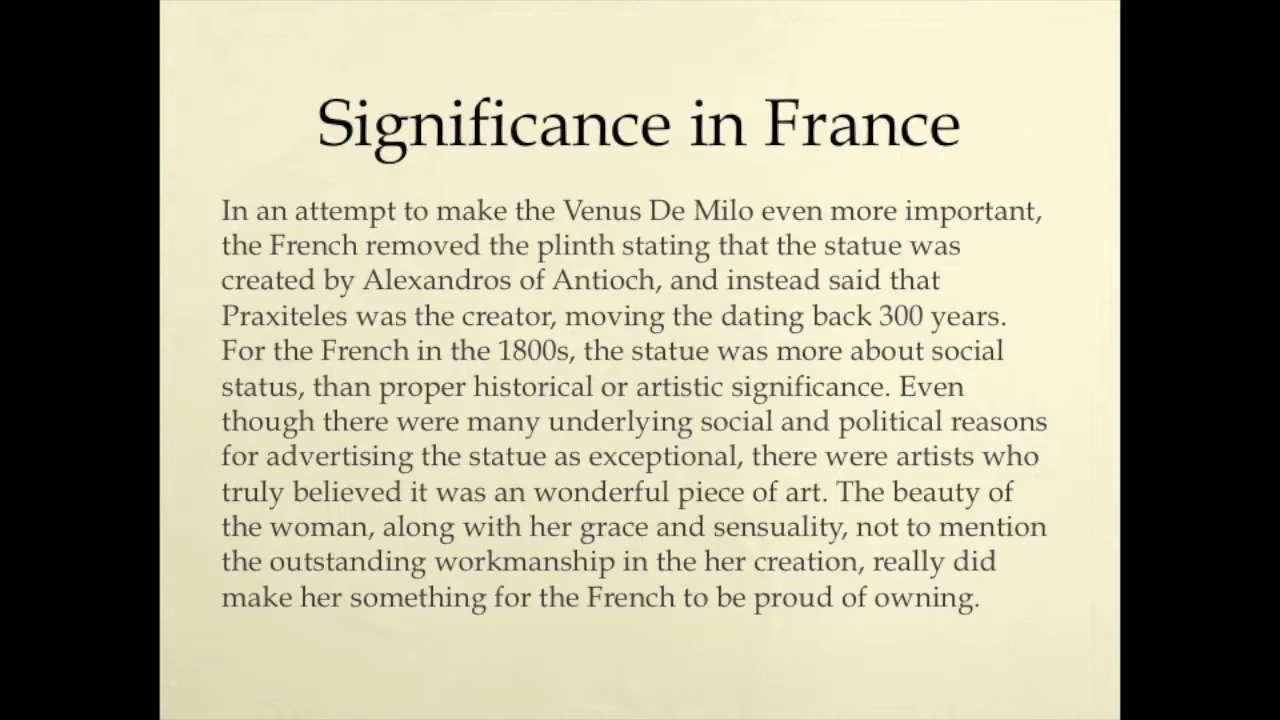 Significance in France
In an attempt to make the Venus De Milo even more important,
the French removed the plinth stating that the statue was
created by Alexandros of Antioch, and instead said that
Praxiteles was the creator, moving the dating back 300 years.
For the French in the 1800s, the statue was more about social
status, than proper historical or artistic significance. Even
though there were many underlying social and political reasons
for advertising the statue as exceptional, there were artists who
truly believed it was an wonderful piece of art. The beauty of
the woman, along with her grace and sensuality, not to mention
the outstanding workmanship in the her creation, really did
make her something for the French to be proud of owning.